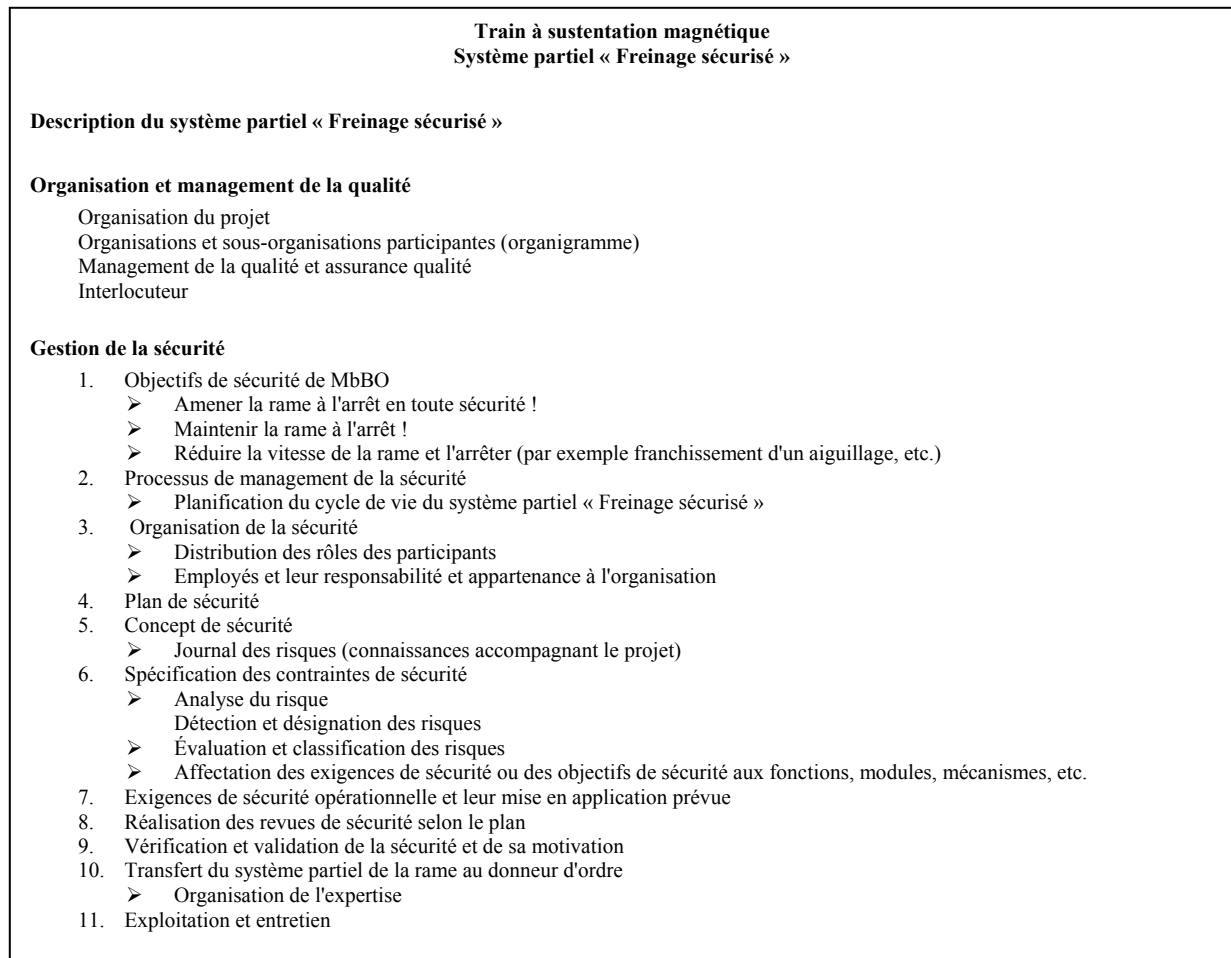 Train à sustentation magnétique
Système partiel « Freinage sécurisé »
Description du système partiel « Freinage sécurisé »
Organisation et management de la qualité
Organisation du projet
Organisations et sous-organisations participantes (organigramme)
Management de la qualité et assurance qualité
Interlocuteur
Gestion de la sécurité
1. Objectifs de sécurité de MbBO
➢ Amener la rame à l'arrêt en toute sécurité !
➢ Maintenir la rame à l'arrêt !
➢ Réduire la vitesse de la rame et l'arrêter (par exemple franchissement d'un aiguillage, etc.)
2. Processus de management de la sécurité
➢ Planification du cycle de vie du système partiel « Freinage sécurisé »
3. Organisation de la sécurité
➢ Distribution des rôles des participants
➢ Employés et leur responsabilité et appartenance à l'organisation
4. Plan de sécurité
5. Concept de sécurité
➢ Journal des risques (connaissances accompagnant le projet)
6. Spécification des contraintes de sécurité
➢ Analyse du risque
Détection et désignation des risques
➢ Évaluation et classification des risques
➢ Affectation des exigences de sécurité ou des objectifs de sécurité aux fonctions, modules, mécanismes, etc.
7. Exigences de sécurité opérationnelle et leur mise en application prévue
8. Réalisation des revues de sécurité selon le plan
9. Vérification et validation de la sécurité et de sa motivation
10. Transfert du système partiel de la rame au donneur d'ordre
➢ Organisation de l'expertise
11. Exploitation et entretien